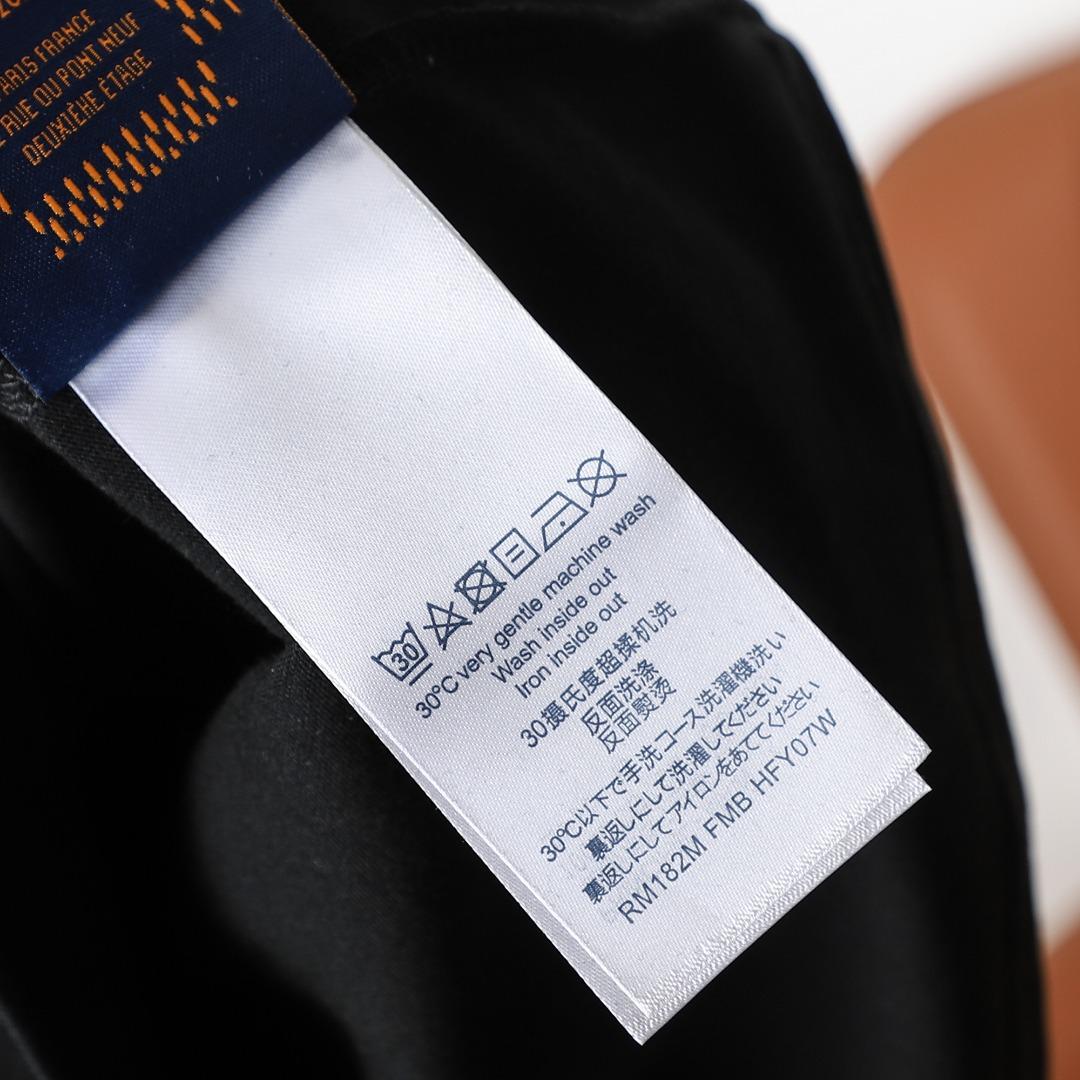 PARIS FRANCE
RUE DU PONT NEUF
DEUXIÈME ÉTAGE
30
30°C very gentle machine wash
Wash inside out
Iron inside out
30摄氏度超揉机洗
反面洗涤
反面熨烫
30℃以下で手洗コース洗濯機洗い
裏返しにして洗濯してください
裏返しにしてアイロンをあててください
RM182M FMB HFY07W